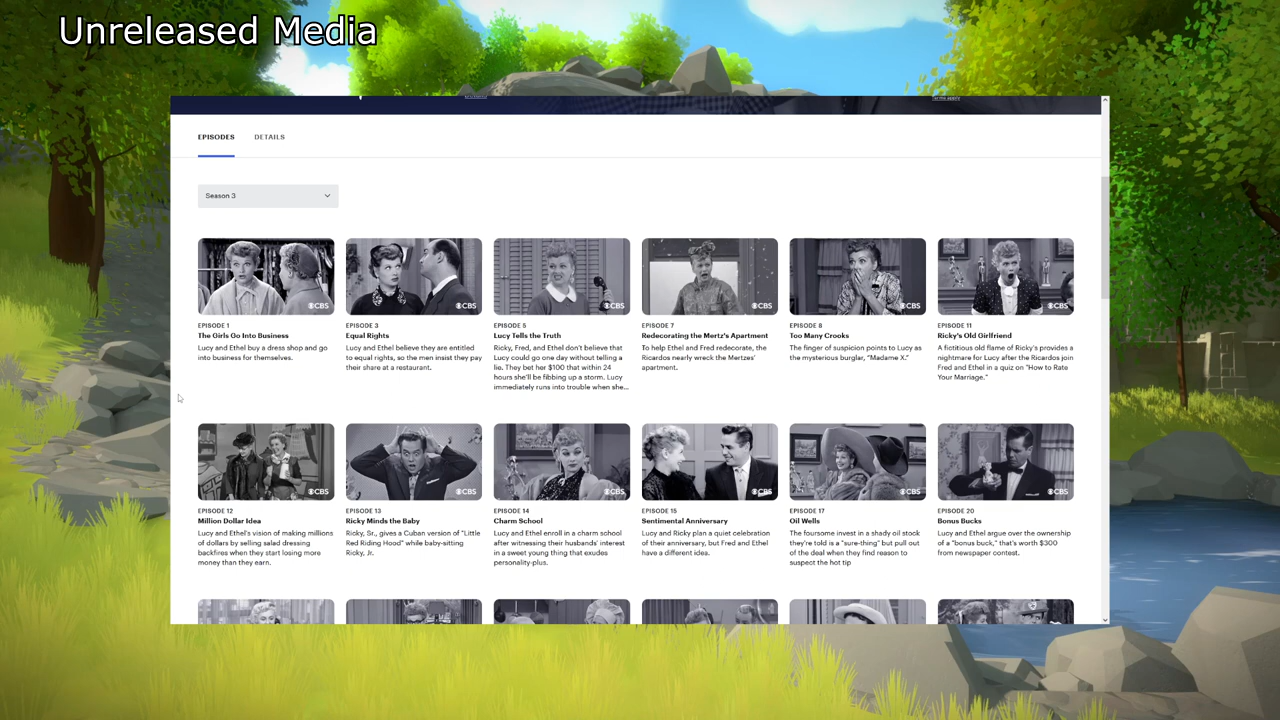 Unreleased Media
Terms apply
EPISODES
DETAILS
Season 3
CBS
CBS
CBS
CBS
CBS
CBS
EPISODE 1
The Girls Go Into Business
Lucy and Ethel buy a dress shop and go
into business for themselves.
EPISODE 3
Equal Rights
Lucy and Ethel believe they are entitled
to equal rights, so the men insist they pay
their share at a restaurant.
EPISODE 5
Lucy Tells the Truth
Ricky, Fred, and Ethel don't believe that
Lucy could go one day without telling a
lie. They bet her $100 that within 24
hours she'll be fibbing up a storm. Lucy
immediately runs into trouble when she...
EPISODE 7
Redecorating the Mertz's Apartment
To help Ethel and Fred redecorate, the
Ricardos nearly wreck the Mertzes'
apartment.
EPISODE 8
Too Many Crooks
The finger of suspicion points to Lucy as
the mysterious burglar, "Madame X."
EPISODE 11
Ricky's Old Girlfriend
A fictitious old flame of Ricky's provides a
nightmare for Lucy after the Ricardos join
Fred and Ethel in a quiz on "How to Rate
Your Marriage."
CBS
CBS
CBS
CBS
CBS
CBS
EPISODE 12
Million Dollar Idea
Lucy and Ethel's vision of making millions
of dollars by selling salad dressing
backfires when they start losing more
money than they earn.
EPISODE 13
Ricky Minds the Baby
Ricky, Sr., gives a Cuban version of "Little
Red Riding Hood" while baby-sitting
Ricky, Jr.
EPISODE 14
Charm School
Lucy and Ethel enroll in a charm school
after witnessing their husbands' interest
in a sweet young thing that exudes
personality-plus.
EPISODE 15
Sentimental Anniversary
Lucy and Ricky plan a quiet celebration
of their anniversary, but Fred and Ethel
have a different idea.
EPISODE 17
Oil Wells
The foursome invest in a shady oil stock
they're told is a "sure-thing" but pull out
of the deal when they find reason to
suspect the hot tip
EPISODE 20
Bonus Bucks
Lucy and Ethel argue over the ownership
of a "bonus buck," that's worth $300
from newspaper contest.